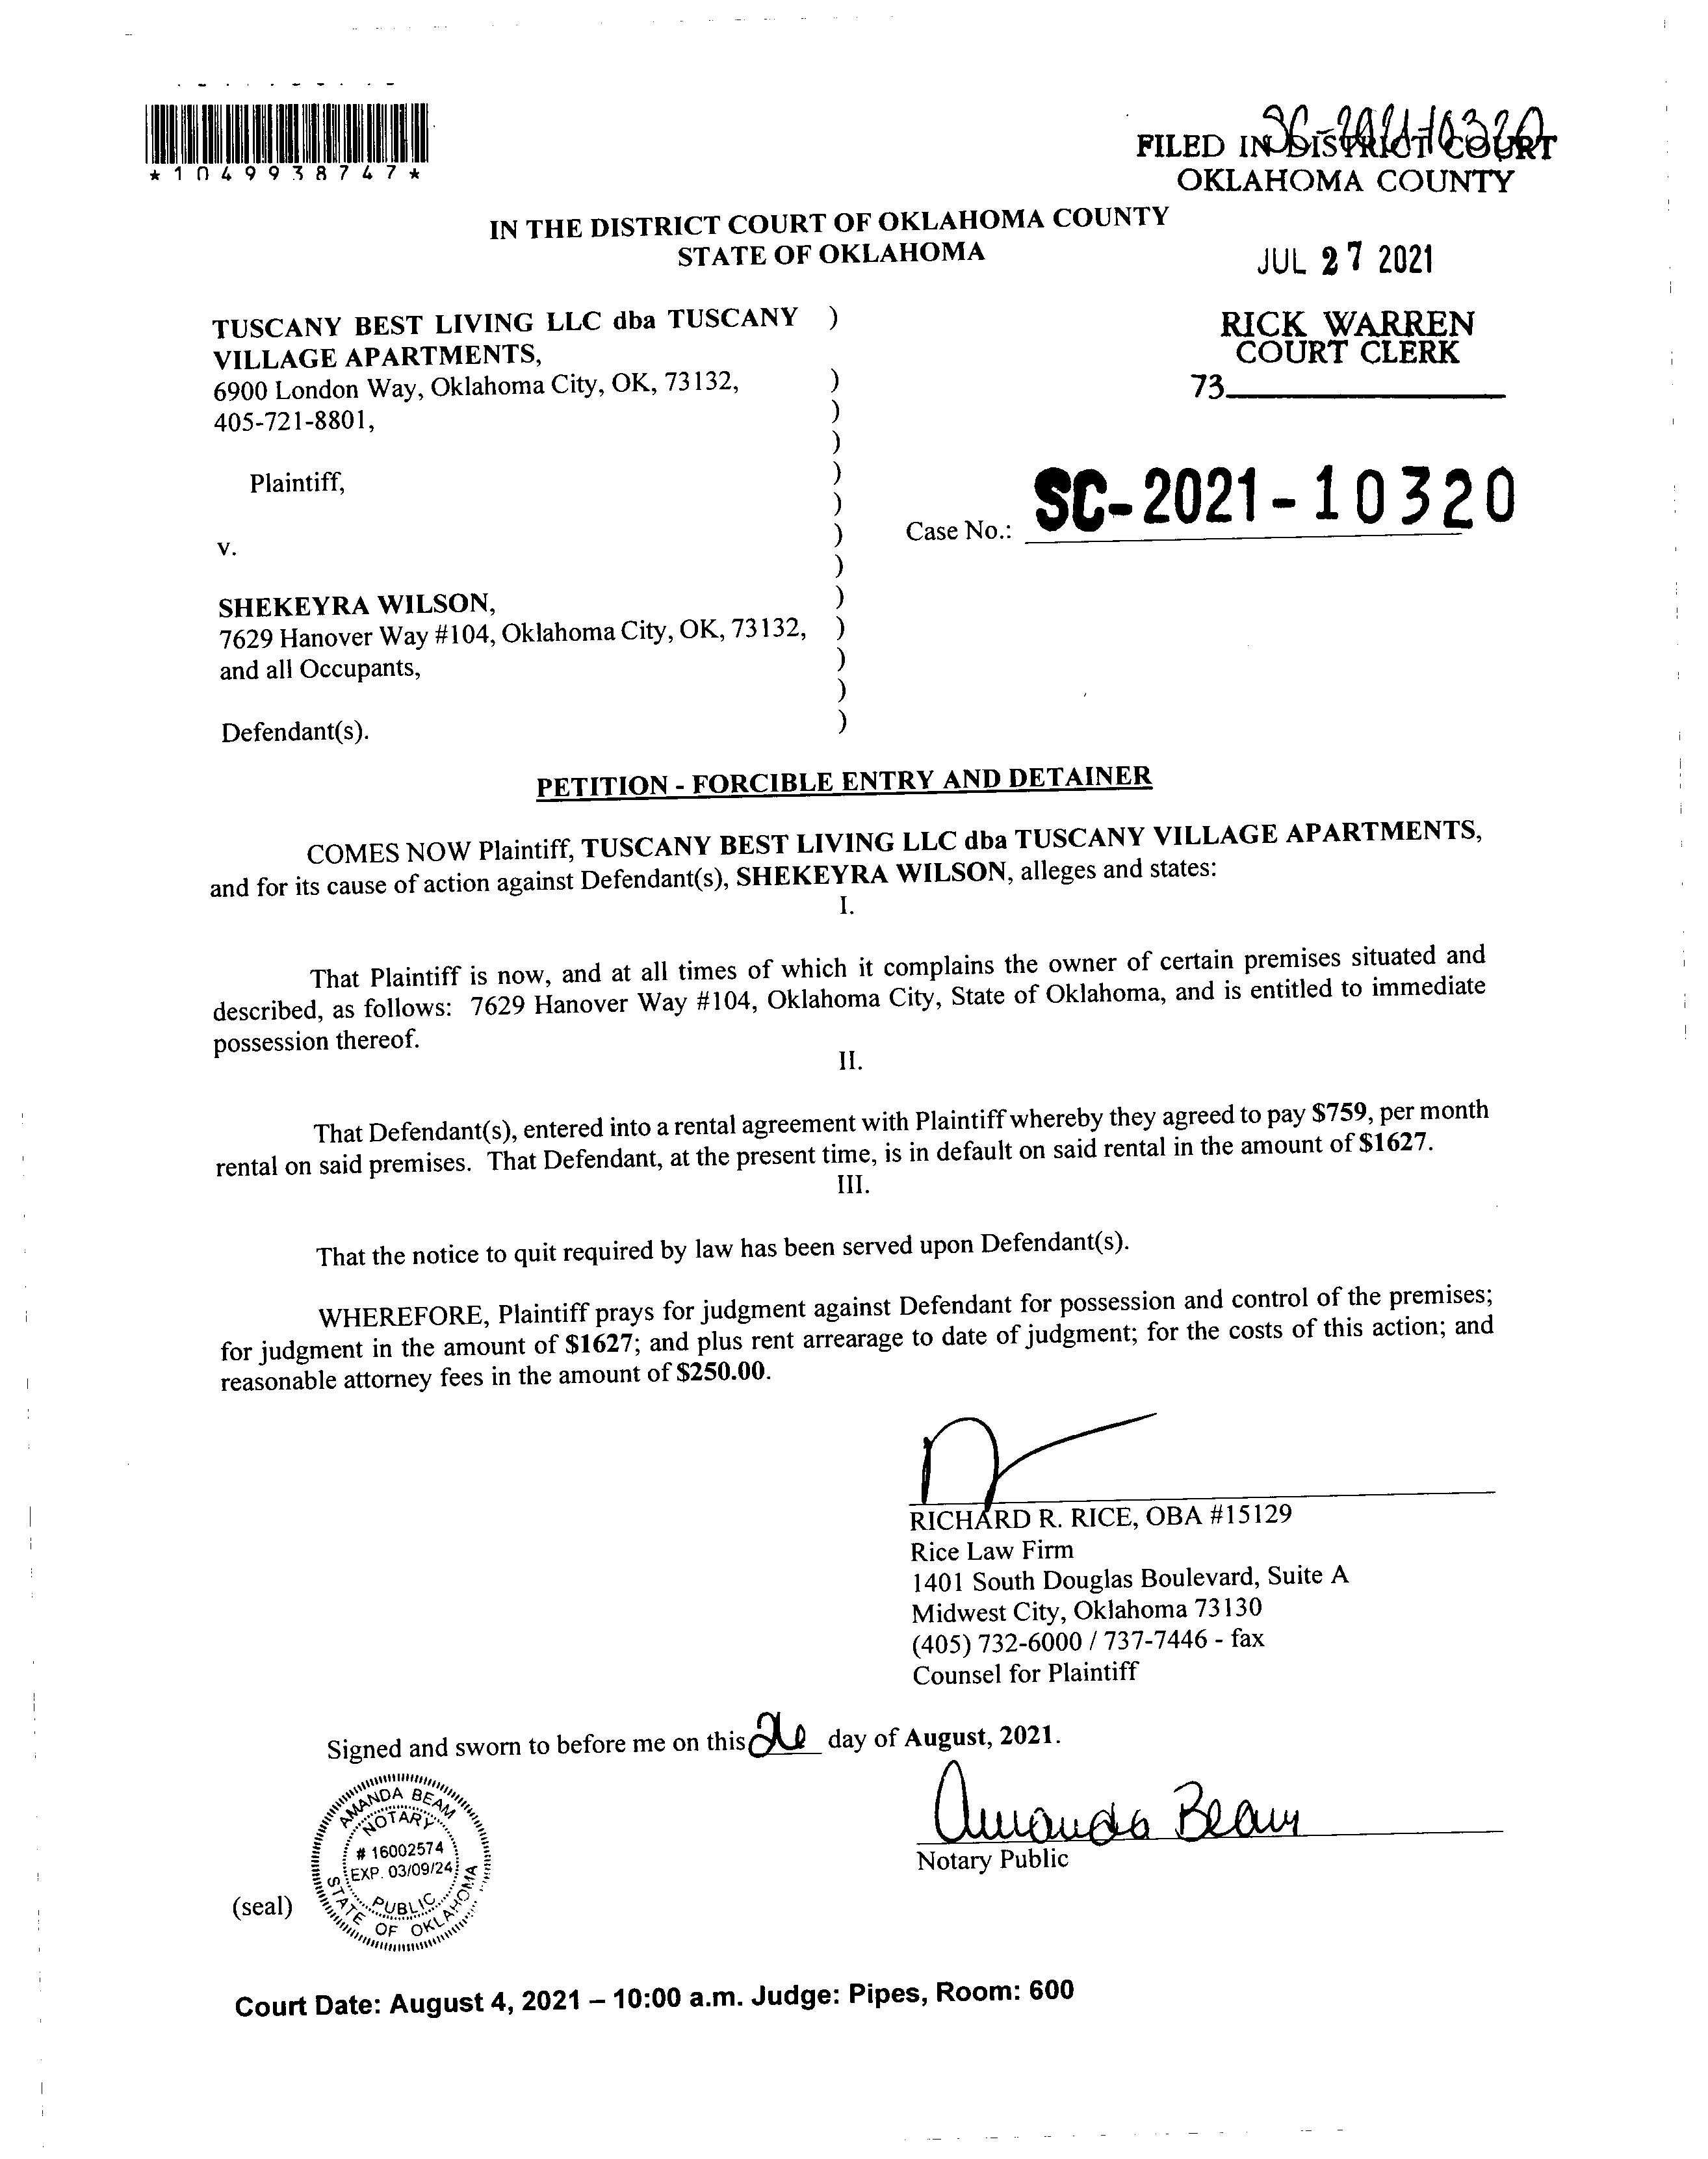 *1049938747*
SC-2021-10320
FILED IN DISTRICT COURT
OKLAHOMA COUNTY
IN THE DISTRICT COURT OF OKLAHOMA COUNTY
STATE OF OKLAHOMA
JUL 27 2021
RICK WARREN
COURT CLERK
73
TUSCANY BEST LIVING LLC dba TUSCANY )
VILLAGE APARTMENTS,
6900 London Way, Oklahoma City, OK, 73132, )
405-721-8801, )
)
Plaintiff, )
)
Case No.: SC-2021-10320
v. )
)
SHEKEYRA WILSON, )
7629 Hanover Way #104, Oklahoma City, OK, 73132, )
and all Occupants, )
)
Defendant(s). )
PETITION - FORCIBLE ENTRY AND DETAINER
COMES NOW Plaintiff, TUSCANY BEST LIVING LLC dba TUSCANY VILLAGE APARTMENTS,
and for its cause of action against Defendant(s), SHEKEYRA WILSON, alleges and states:
I.
That Plaintiff is now, and at all times of which it complains the owner of certain premises situated and
described, as follows: 7629 Hanover Way #104, Oklahoma City, State of Oklahoma, and is entitled to immediate
possession thereof.
II.
That Defendant(s), entered into a rental agreement with Plaintiff whereby they agreed to pay $759, per month
rental on said premises. That Defendant, at the present time, is in default on said rental in the amount of $1627.
III.
That the notice to quit required by law has been served upon Defendant(s).
WHEREFORE, Plaintiff prays for judgment against Defendant for possession and control of the premises;
for judgment in the amount of $1627; and plus rent arrearage to date of judgment; for the costs of this action; and
reasonable attorney fees in the amount of $250.00.
RICHARD R. RICE, OBA #15129
Rice Law Firm
1401 South Douglas Boulevard, Suite A
Midwest City, Oklahoma 73130
(405) 732-6000 / 737-7446 - fax
Counsel for Plaintiff
Signed and sworn to before me on this 26 day of August, 2021.
Amanda Beam
Notary Public
(seal)
AMANDA BEAM
NOTARY
# 16002574
EXP. 03/09/24
PUBLIC
STATE OF OKLAHOMA
Court Date: August 4, 2021 – 10:00 a.m. Judge: Pipes, Room: 600